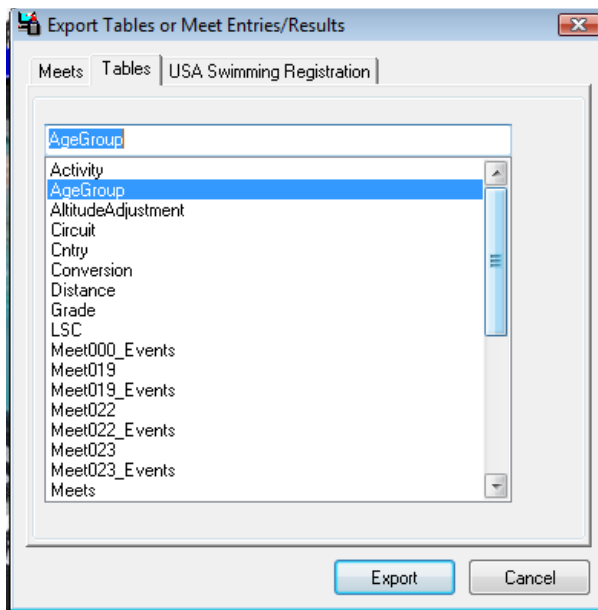 Export Tables or Meet Entries/Results
Meets Tables USA Swimming Registration
AgeGroup
Activity
AgeGroup
AltitudeAdjustment
Circuit
Cntry
Conversion
Distance
Grade
LSC
Meet000_Events
Meet019
Meet019_Events
Meet022
Meet022_Events
Meet023
Meet023_Events
Meets
Export Cancel